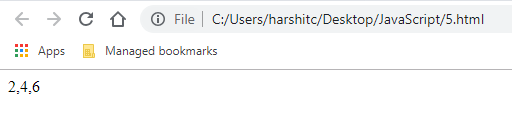 File C:/Users/harshitc/Desktop/JavaScript/5.html
Apps Managed bookmarks
2,4,6